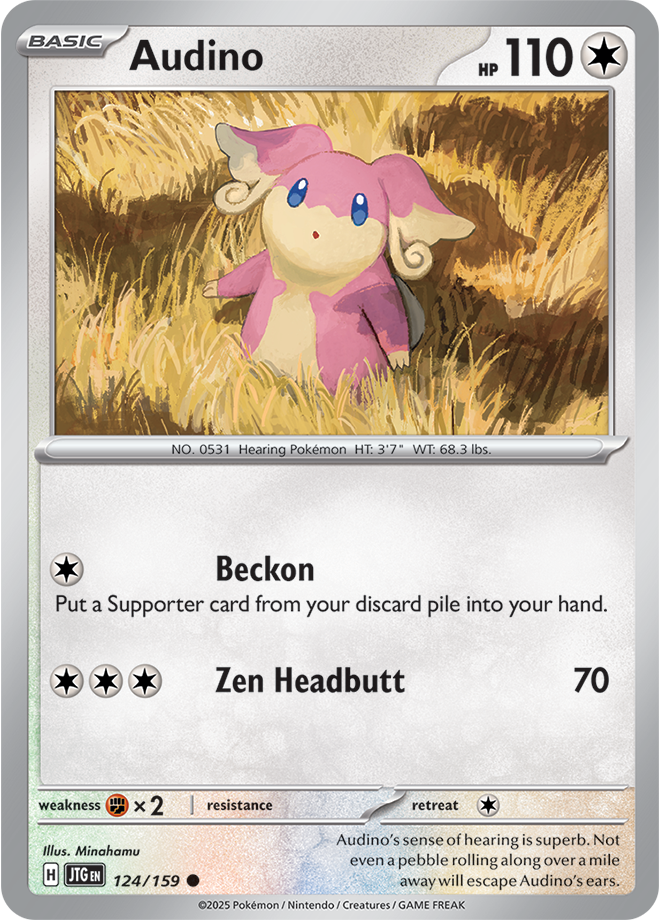 BASIC
Audino
HP 110
NO. 0531 Hearing Pokémon HT: 3'7" WT: 68.3 lbs.
Beckon
Put a Supporter card from your discard pile into your hand.
Zen Headbutt 70
weakness ×2 resistance retreat
Illus. Minahamu
Audino's sense of hearing is superb. Not
even a pebble rolling along over a mile
away will escape Audino's ears.
H JTG EN 124/159
©2025 Pokémon / Nintendo / Creatures / GAME FREAK